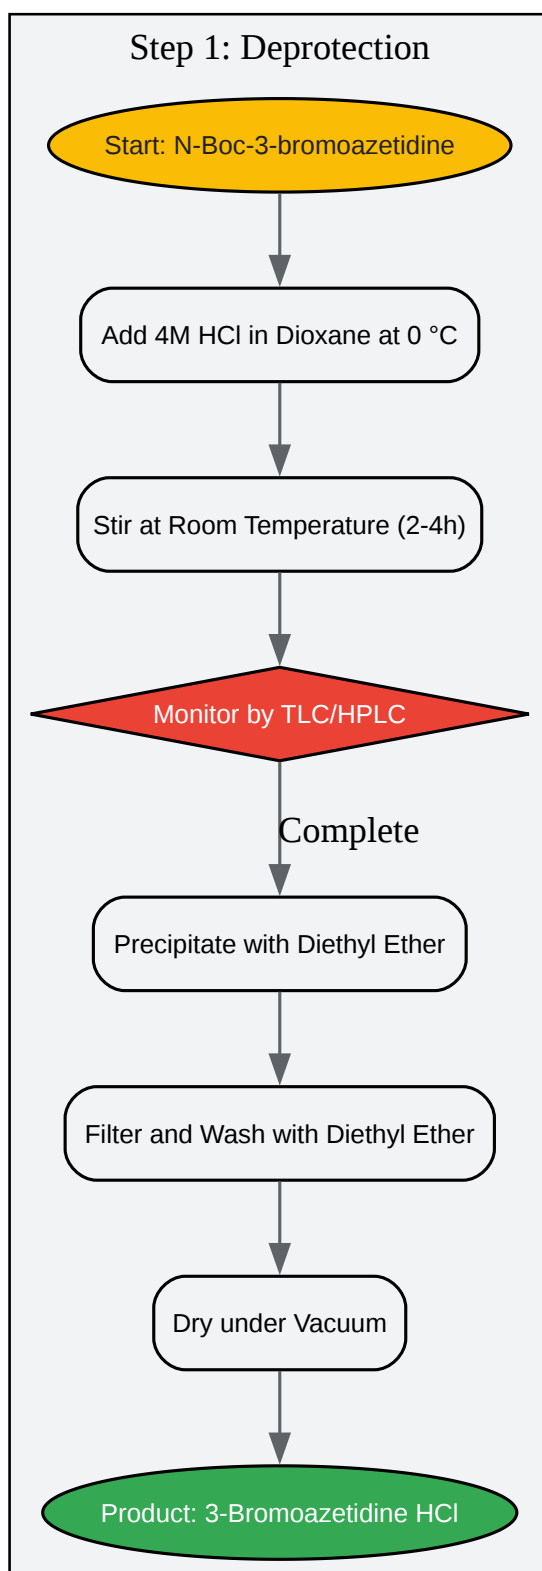 Step 1: Deprotection
Start: N-Boc-3-bromoazetidine
Add 4M HCl in Dioxane at 0 °C
Stir at Room Temperature (2-4h)
Monitor by TLC/HPLC
Complete
Precipitate with Diethyl Ether
Filter and Wash with Diethyl Ether
Dry under Vacuum
Product: 3-Bromoazetidine HCl